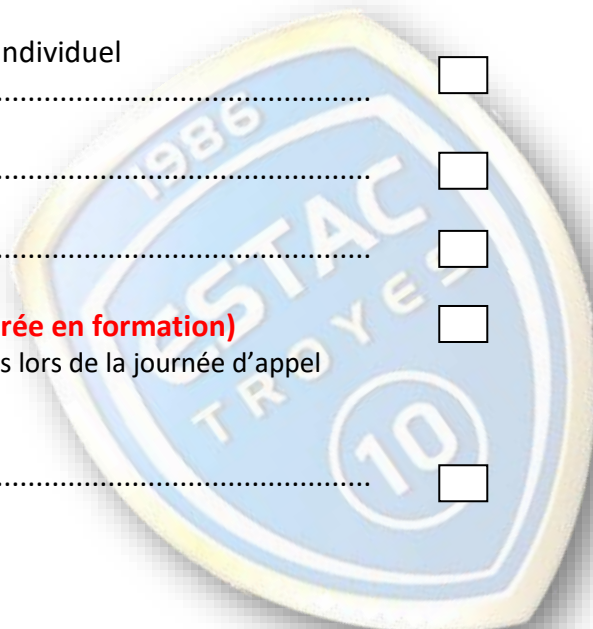 ndividuel
................................................................
1986
................................................................
ESTAC
................................................................
TROYES
rée en formation)
s lors de la journée d’appel
10
................................................................